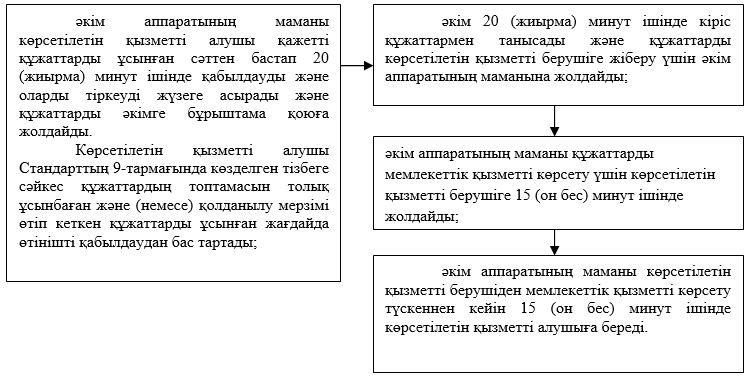 әкім аппаратының маманы
көрсетілетін қызметті алушы қажетті
құжаттарды ұсынған сәттен бастап 20
(жиырма) минут ішінде қабылдауды және
оларды тіркеуді жүзеге асырады және
құжаттарды әкімге бұрыштама қоюға
жолдайды.
Көрсетілетін қызметті алушы
Стандарттың 9-тармағында көзделген тізбеге
сәйкес құжаттардың топтамасын толық
ұсынбаған және (немесе) қолданылу мерзімі
өтіп кеткен құжаттарды ұсынған жағдайда
өтінішті қабылдаудан бас тартады;
әкім 20 (жиырма) минут ішінде кіріс
құжаттармен танысады және құжаттарды
көрсетілетін қызметті берушіге жіберу үшін әкім
аппаратының маманына жолдайды;
әкім аппаратының маманы құжаттарды
мемлекеттік қызметті көрсету үшін көрсетілетін
қызметті берушіге 15 (он бес) минут ішінде
жолдайды;
әкім аппаратының маманы көрсетілетін
қызметті берушіден мемлекеттік қызметті көрсету
түскеннен кейін 15 (он бес) минут ішінде
көрсетілетін қызметті алушыға береді.